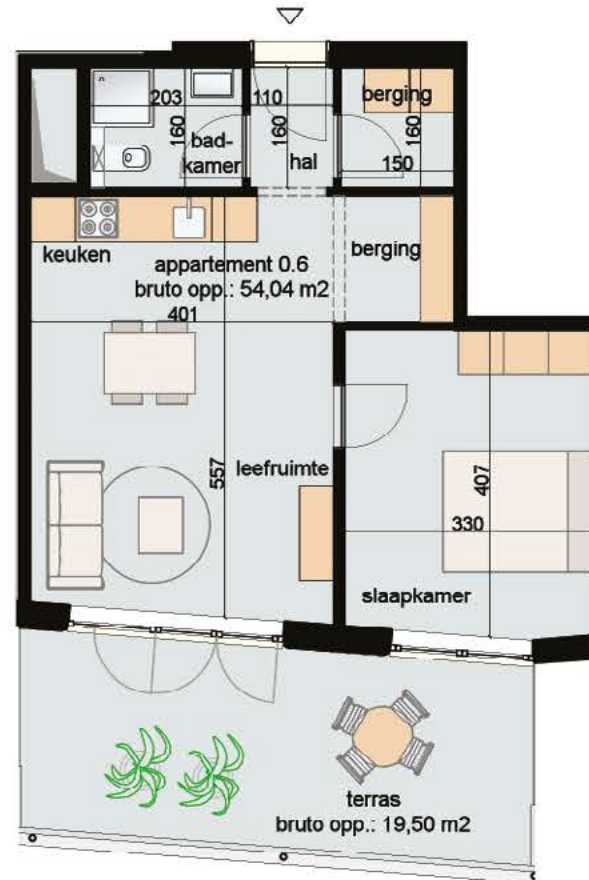 berging
203
110
160
bad-
kamer
160
hal
160
150
keuken
berging
appartement 0.6
bruto opp.: 54,04 m2
401
557
leefruimte
407
330
slaapkamer
terras
bruto opp.: 19,50 m2